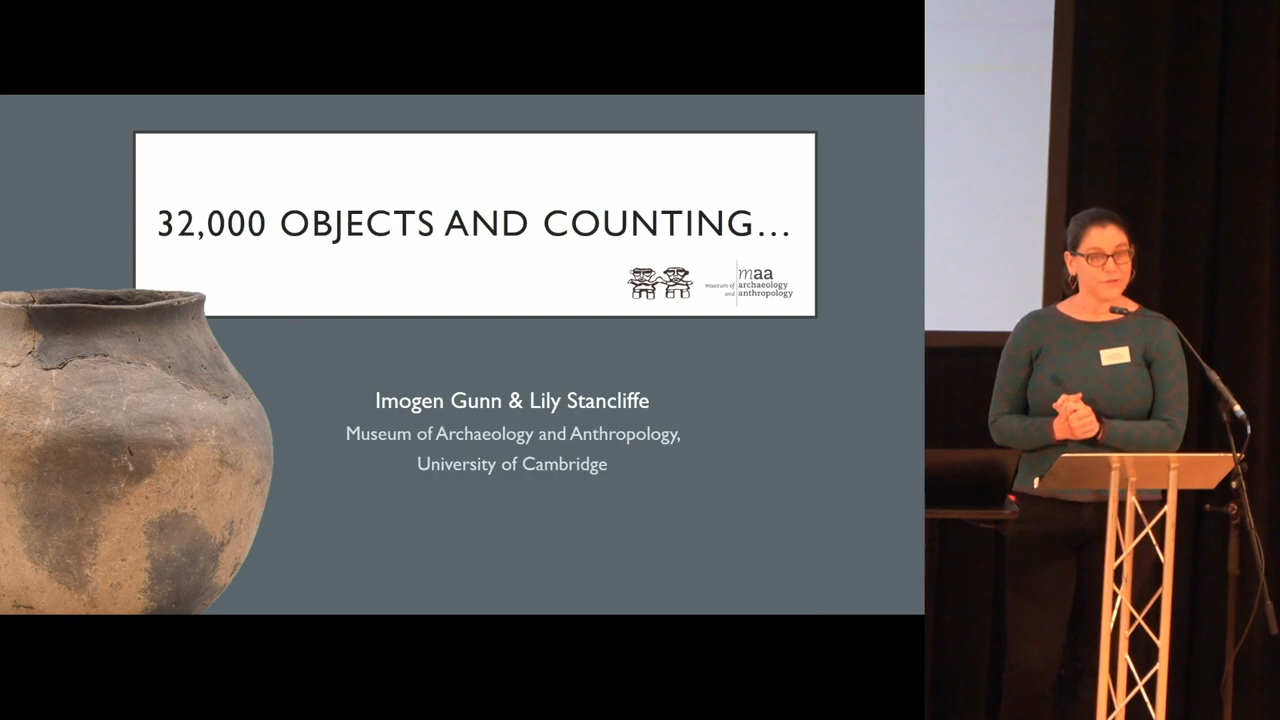 32,000 OBJECTS AND COUNTING...
maa
museum of archaeology
and anthropology
Imogen Gunn & Lily Stancliffe
Museum of Archaeology and Anthropology,
University of Cambridge